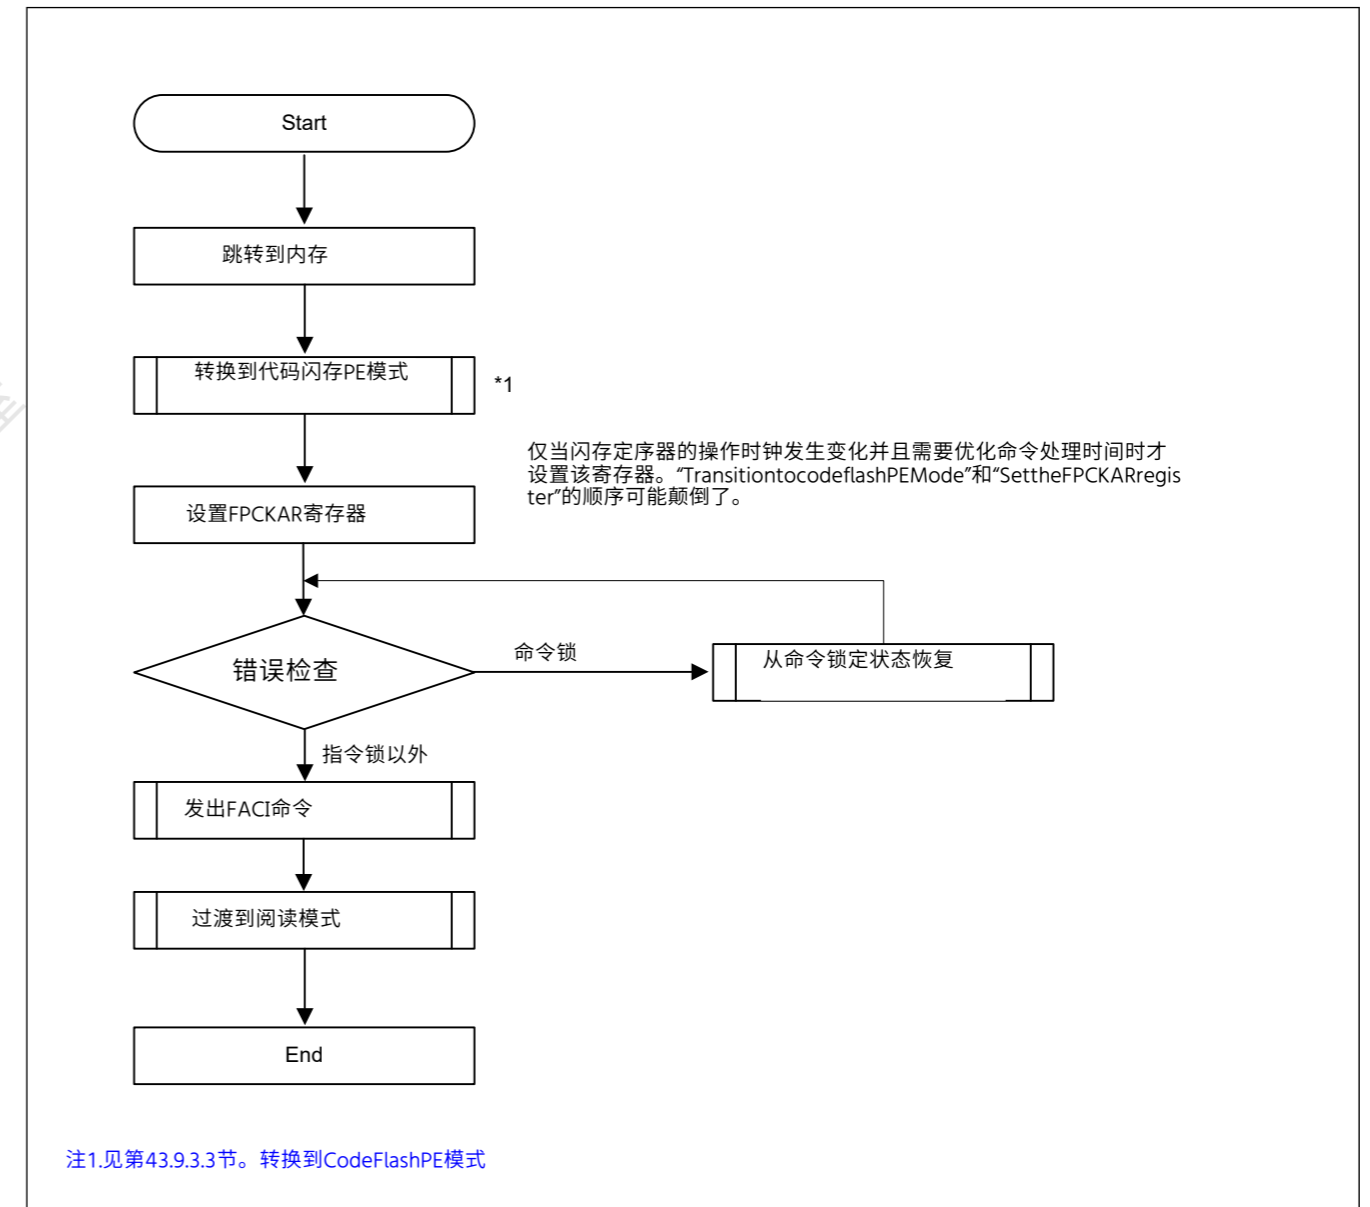 Start
跳转到内存
转换到代码闪存PE模式
*1
仅当闪存定序器的操作时钟发生变化并且需要优化命令处理时间时才
设置该寄存器。“TransitiontocodeflashPEMode”和“SettheFPCKARregis
ter”的顺序可能颠倒了。
设置FPCKAR寄存器
错误检查
命令锁
从命令锁定状态恢复
指令锁以外
发出FACI命令
过渡到阅读模式
End
注1.见第43.9.3.3节。转换到CodeFlashPE模式